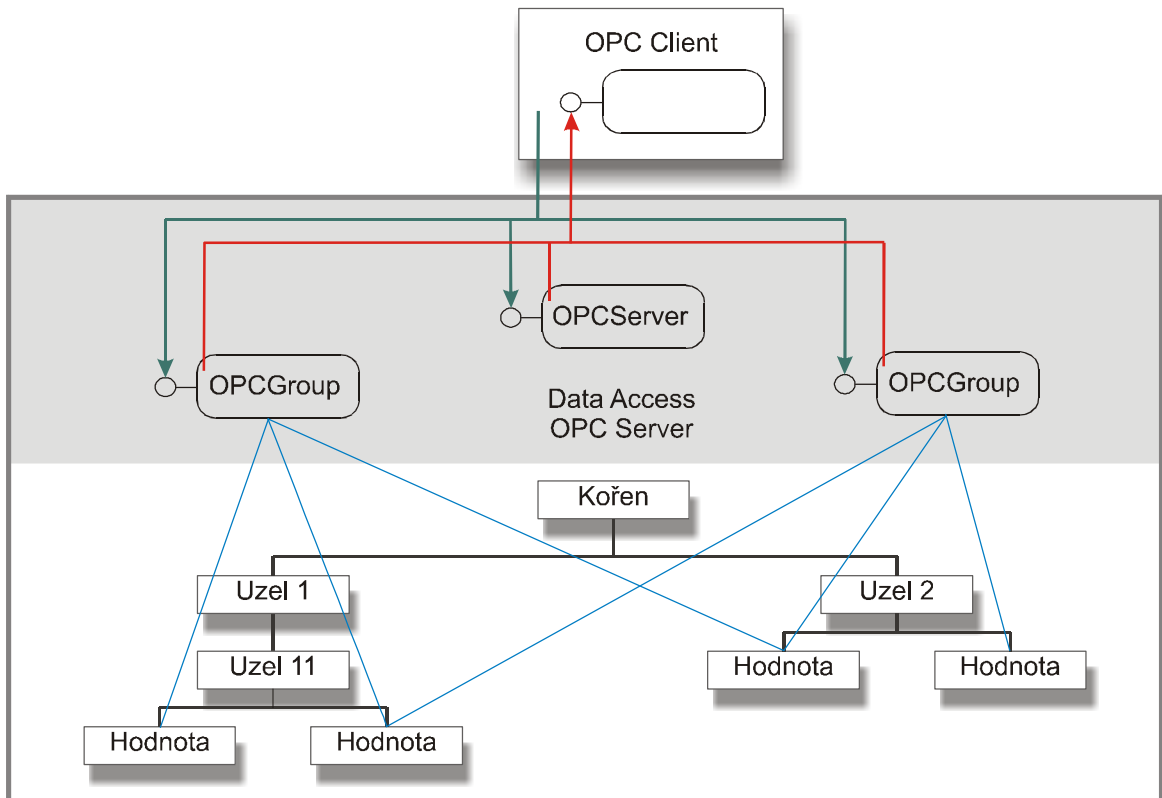 OPC Client
OPCServer
OPCGroup
OPCGroup
Data Access
OPC Server
Kořen
Uzel 1
Uzel 2
Uzel 11
Hodnota
Hodnota
Hodnota
Hodnota